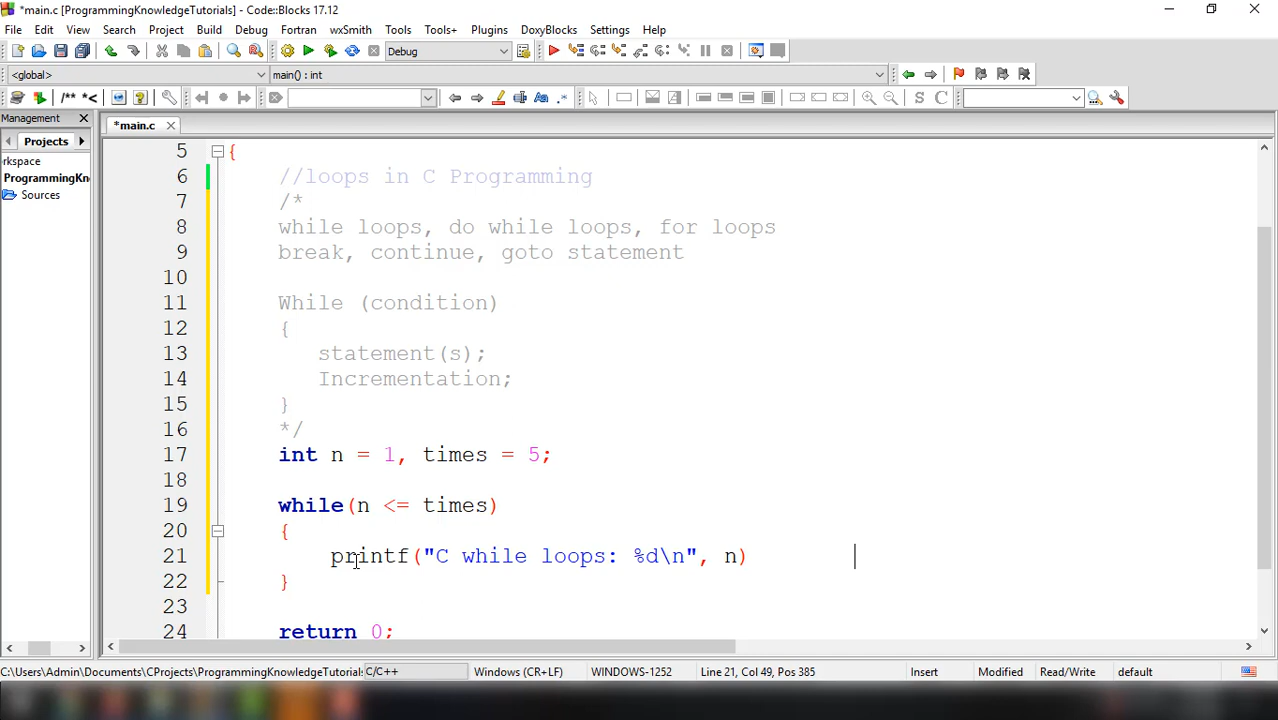 *main.c [ProgrammingKnowledgeTutorials] - Code::Blocks 17.12
File Edit View Search Project Build Debug Fortran wxSmith Tools Tools+ Plugins DoxyBlocks Settings Help
Debug
<global> main() : int
/** *< Aa .* S C
Management
*main.c
Projects
rkspace
ProgrammingKn
Sources
5 {
6 //loops in C Programming
7 /*
8 while loops, do while loops, for loops
9 break, continue, goto statement
10
11 While (condition)
12 {
13 statement(s);
14 Incrementation;
15 }
16 */
17 int n = 1, times = 5;
18
19 while(n <= times)
20 {
21 printf("C while loops: %d\n", n)
22 }
23
24 return 0;
C:\Users\Admin\Documents\CProjects\ProgrammingKnowledgeTutorials C/C++ Windows (CR+LF) WINDOWS-1252 Line 21, Col 49, Pos 385 Insert Modified Read/Write default